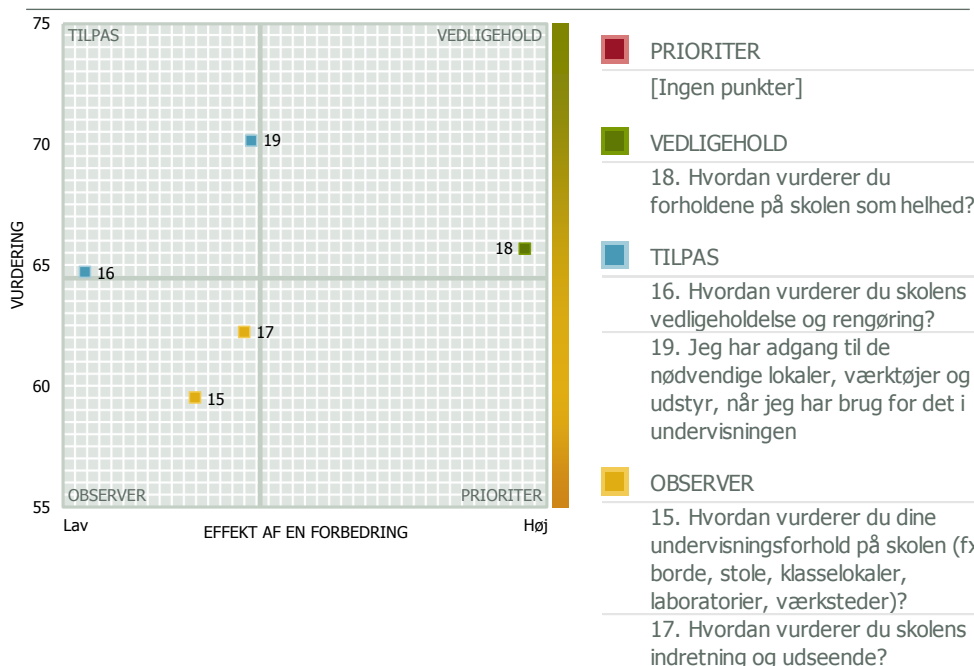 75
TILPAS
VEDLIGEHOLD
70
19
18
65
16
17
60
15
OBSERVER
PRIORITER
55
Lav
EFFEKT AF EN FORBEDRING
Høj
VURDERING
PRIORITER
[Ingen punkter]
VEDLIGEHOLD
18. Hvordan vurderer du
forholdene på skolen som helhed?
TILPAS
16. Hvordan vurderer du skolens
vedligeholdelse og rengøring?
19. Jeg har adgang til de
nødvendige lokaler, værktøjer og
udstyr, når jeg har brug for det i
undervisningen
OBSERVER
15. Hvordan vurderer du dine
undervisningsforhold på skolen (fx
borde, stole, klasselokaler,
laboratorier, værksteder)?
17. Hvordan vurderer du skolens
indretning og udseende?